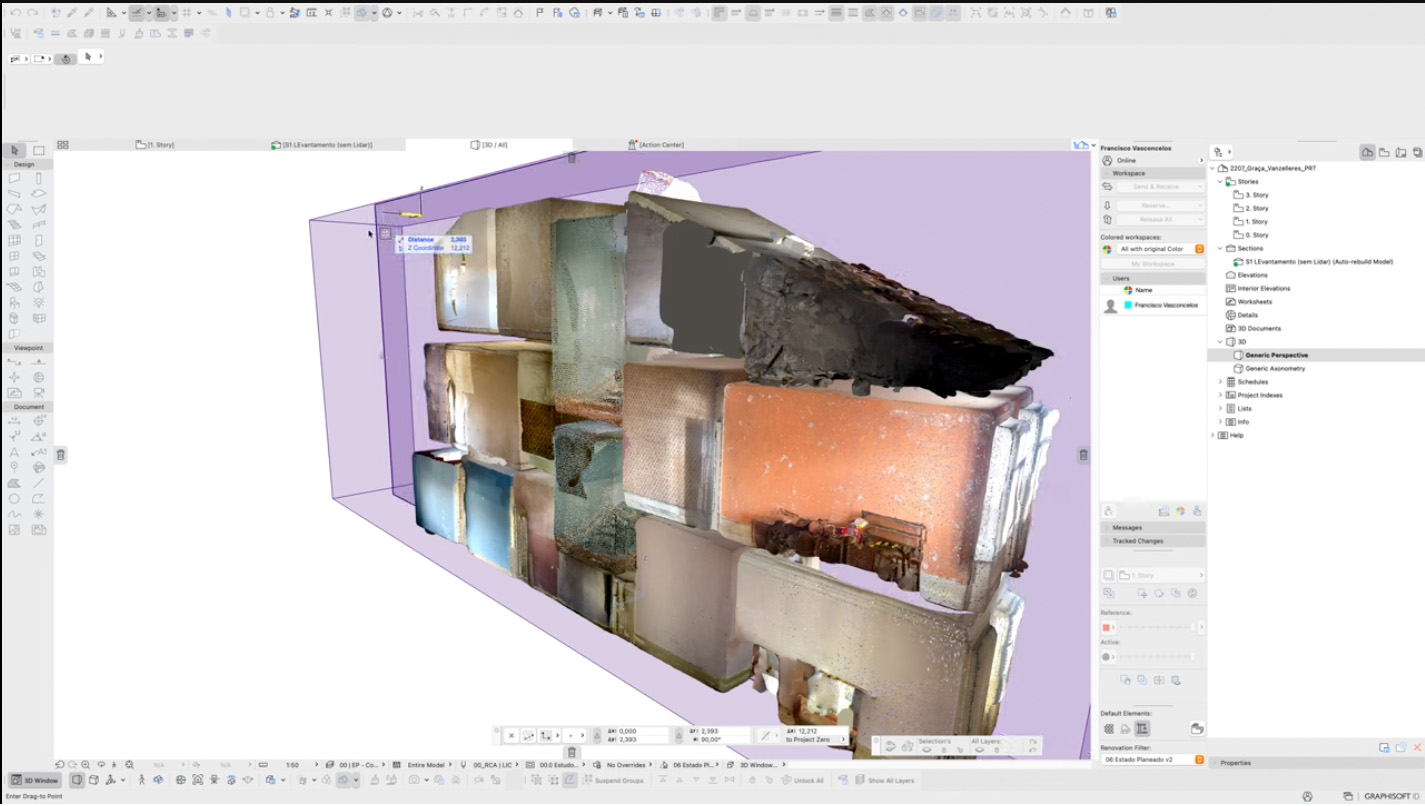 [1. Story]
[S1 LEvantamento (sem Lidar)]
[3D / All]
[Action Center]
Design
Viewpoint
Document
Distance 2,393
Z Coordinate 12,212
Francisco Vasconcelos
Online
Workspace
Send & Receive
Reserve...
Release All
Colored workspaces:
All with original Color
My Workspace
Users
Name
Francisco Vasconcelos
Messages
Tracked Changes
1. Story
Reference:
Active:
Default Elements:
Renovation Filter:
06 Estado Planeado v2
2207_Graça_Vanzelleres_PRT
Stories
3. Story
2. Story
1. Story
0. Story
Sections
S1 LEvantamento (sem Lidar) (Auto-rebuild Model)
Elevations
Interior Elevations
Worksheets
Details
3D Documents
3D
Generic Perspective
Generic Axonometry
Schedules
Project Indexes
Lists
Info
Help
Properties
0,000
2,393
2,393
90,00°
12,212
to Project Zero
Selection's
All Layers:
N/A
N/A
1:50
00 | EP - Co...
Entire Model
00_RCA | LIC
00.0 Estudo...
No Overrides
06 Estado Pl...
3D Window...
3D Window
Suspend Groups
Unlock All
Show All Layers
Enter Drag-to Point
GRAPHISOFT ID